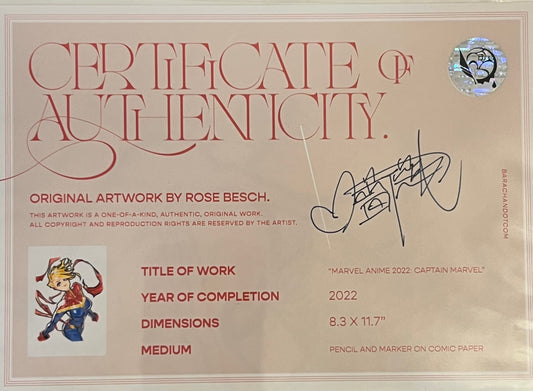 CERTIFICATE OF
AUTHENTICITY.
ORIGINAL ARTWORK BY ROSE BESCH.
THIS ARTWORK IS A ONE-OF-A-KIND, AUTHENTIC, ORIGINAL WORK.
ALL COPYRIGHT AND REPRODUCTION RIGHTS ARE RESERVED BY THE ARTIST.
BARACHANDOTCOM
TITLE OF WORK "MARVEL ANIME 2022: CAPTAIN MARVEL"
YEAR OF COMPLETION 2022
DIMENSIONS 8.3 X 11.7"
MEDIUM PENCIL AND MARKER ON COMIC PAPER